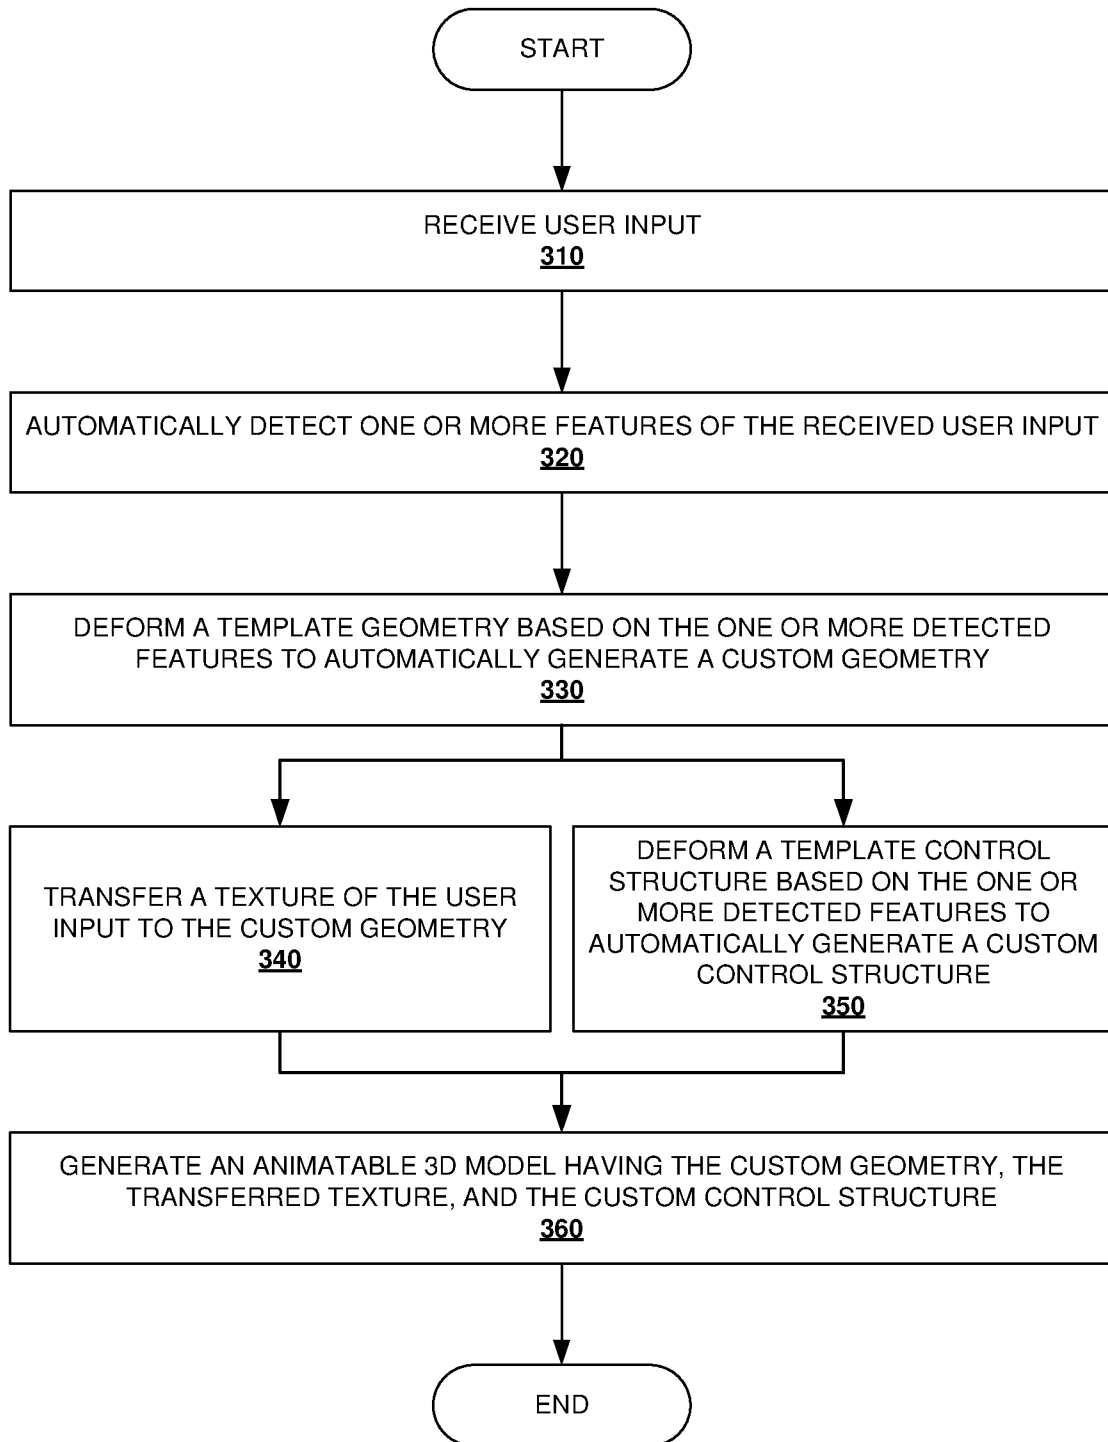 START
RECEIVE USER INPUT
310
AUTOMATICALLY DETECT ONE OR MORE FEATURES OF THE RECEIVED USER INPUT
320
DEFORM A TEMPLATE GEOMETRY BASED ON THE ONE OR MORE DETECTED
FEATURES TO AUTOMATICALLY GENERATE A CUSTOM GEOMETRY
330
TRANSFER A TEXTURE OF THE USER
INPUT TO THE CUSTOM GEOMETRY
340
DEFORM A TEMPLATE CONTROL
STRUCTURE BASED ON THE ONE OR
MORE DETECTED FEATURES TO
AUTOMATICALLY GENERATE A CUSTOM
CONTROL STRUCTURE
350
GENERATE AN ANIMATABLE 3D MODEL HAVING THE CUSTOM GEOMETRY, THE
TRANSFERRED TEXTURE, AND THE CUSTOM CONTROL STRUCTURE
360
END